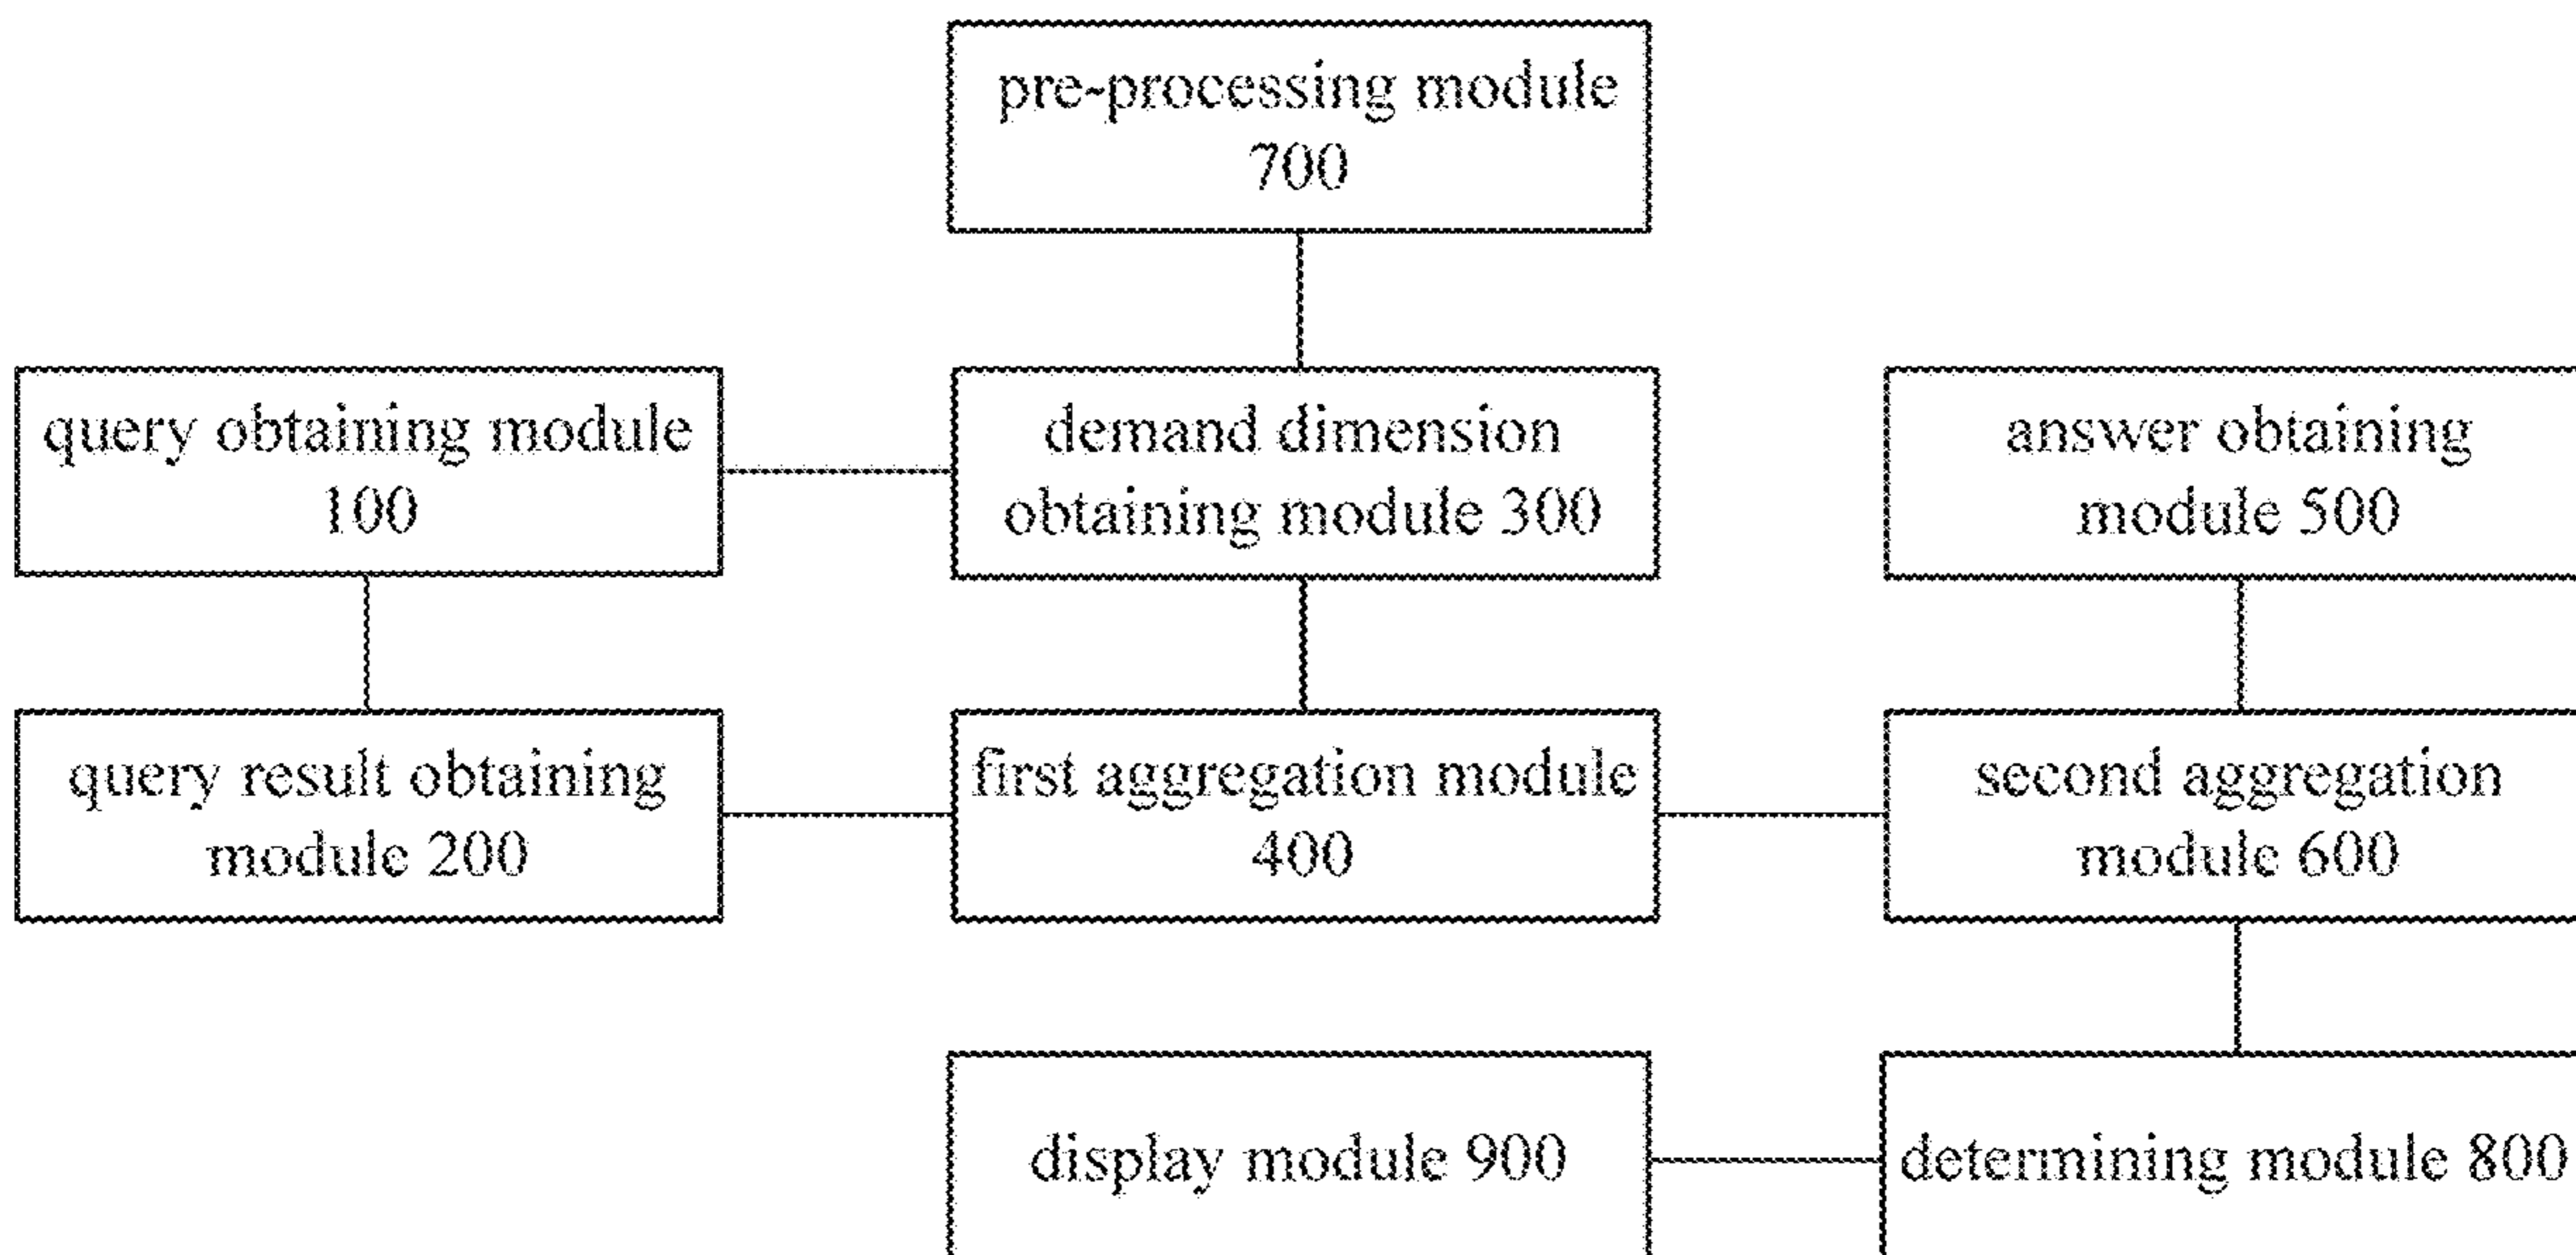 pre-processing module
700
query obtaining module
100
demand dimension
obtaining module 300
answer obtaining
module 500
query result obtaining
module 200
first aggregation module
400
second aggregation
module 600
display module 900
determining module 800